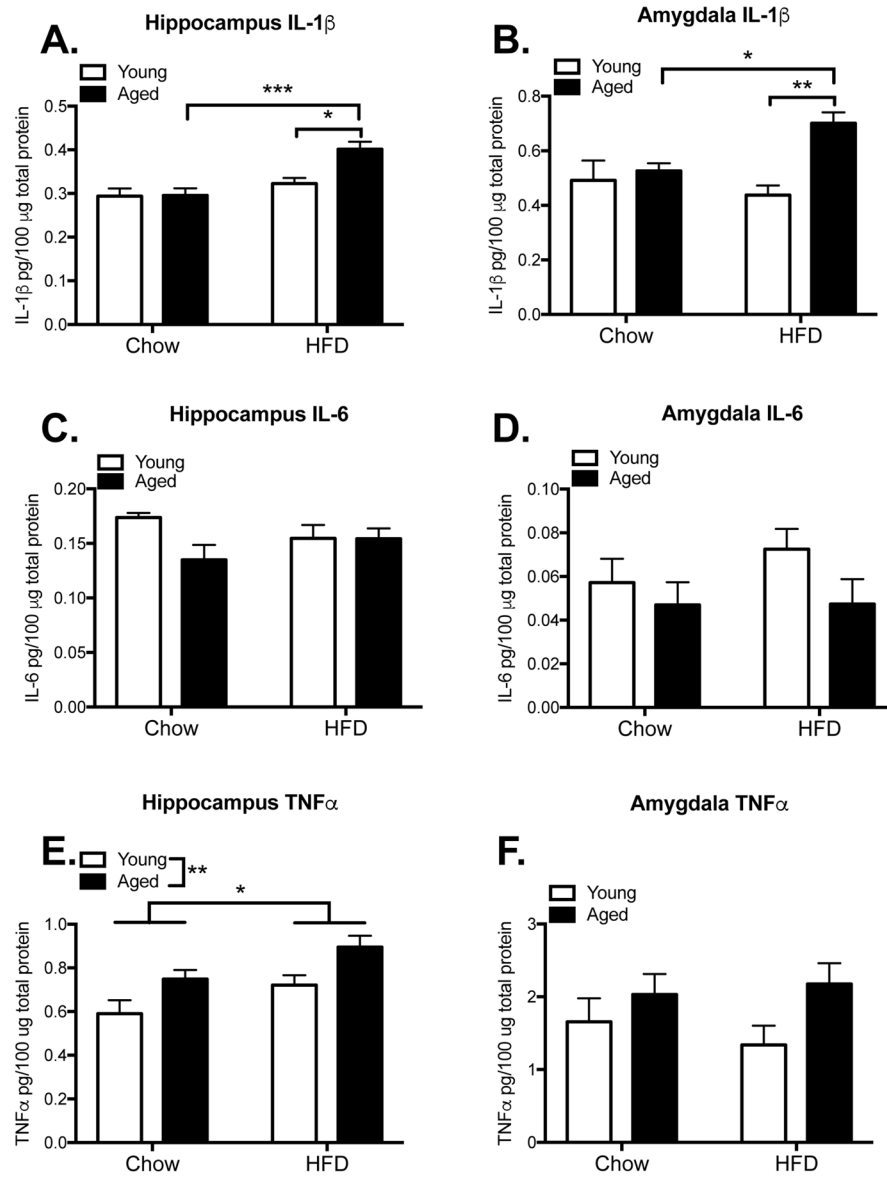 A.
Hippocampus IL-1β
Young
Aged
***
*
IL-1β pg/100 μg total protein
0.5
0.4
0.3
0.2
0.1
0.0
Chow
HFD
B.
Amygdala IL-1β
Young
Aged
*
**
IL-1β pg/100 μg total protein
0.8
0.6
0.4
0.2
0.0
Chow
HFD
C.
Hippocampus IL-6
Young
Aged
IL-6 pg/100 μg total protein
0.20
0.15
0.10
0.05
0.00
Chow
HFD
D.
Amygdala IL-6
Young
Aged
IL-6 pg/100 μg total protein
0.10
0.08
0.06
0.04
0.02
0.00
Chow
HFD
Hippocampus TNFα
E.
Young
Aged
**
*
TNFα pg/100 ug total protein
1.0
0.8
0.6
0.4
0.2
0.0
Chow
HFD
Amygdala TNFα
F.
Young
Aged
TNFα pg/100 ug total protein
3
2
1
0
Chow
HFD